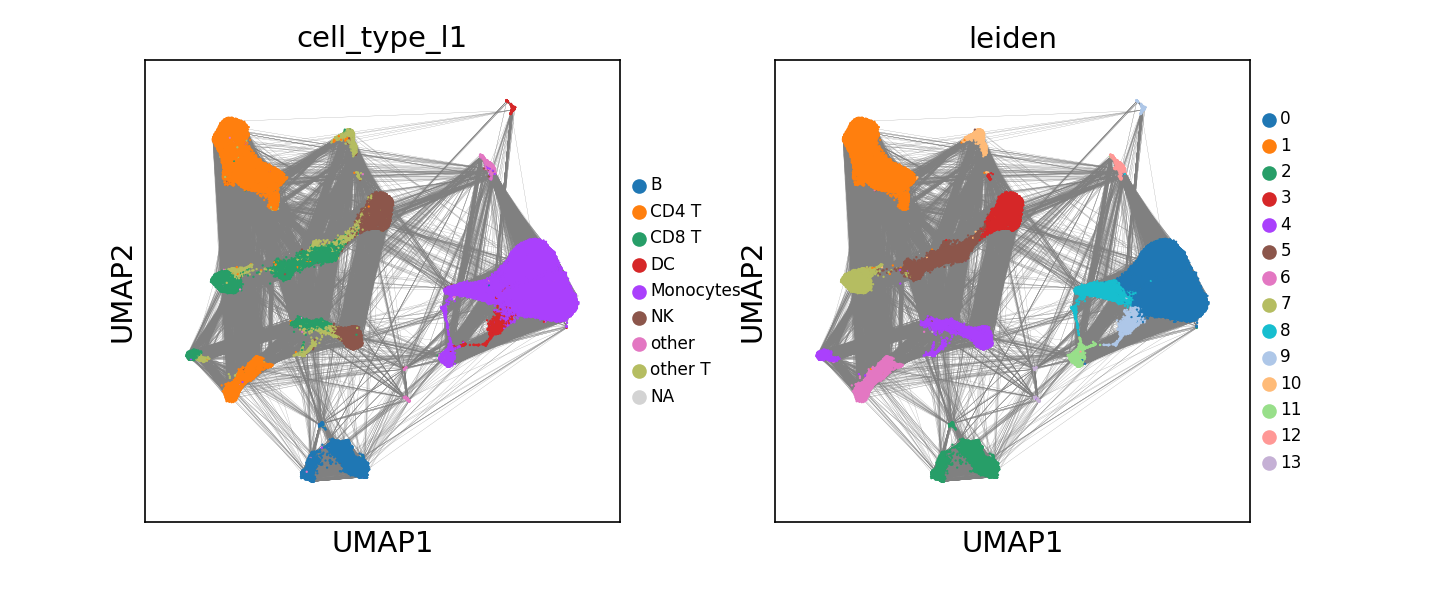 cell_type_l1
UMAP2
UMAP1
B
CD4 T
CD8 T
DC
Monocytes
NK
other
other T
NA
leiden
UMAP2
UMAP1
0
1
2
3
4
5
6
7
8
9
10
11
12
13